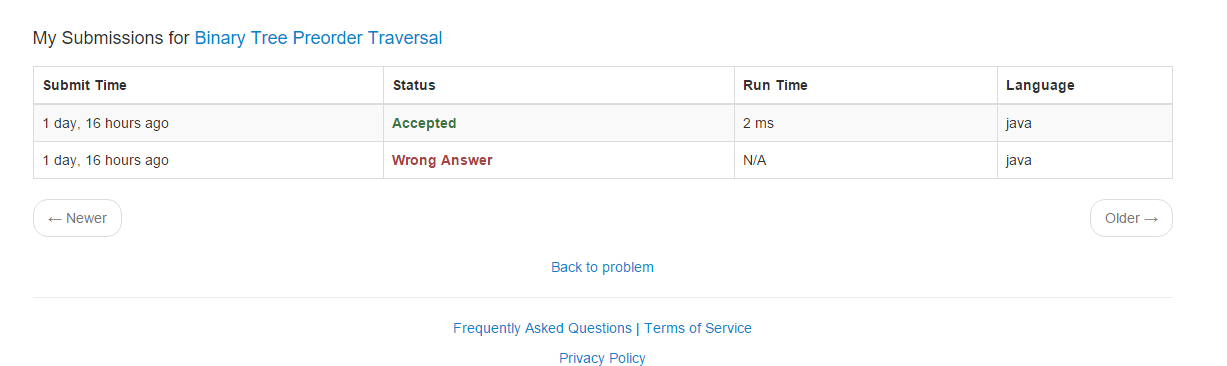 My Submissions for Binary Tree Preorder Traversal
Submit Time Status Run Time Language
1 day, 16 hours ago Accepted 2 ms java
1 day, 16 hours ago Wrong Answer N/A java
← Newer Older →
Back to problem
Frequently Asked Questions | Terms of Service
Privacy Policy